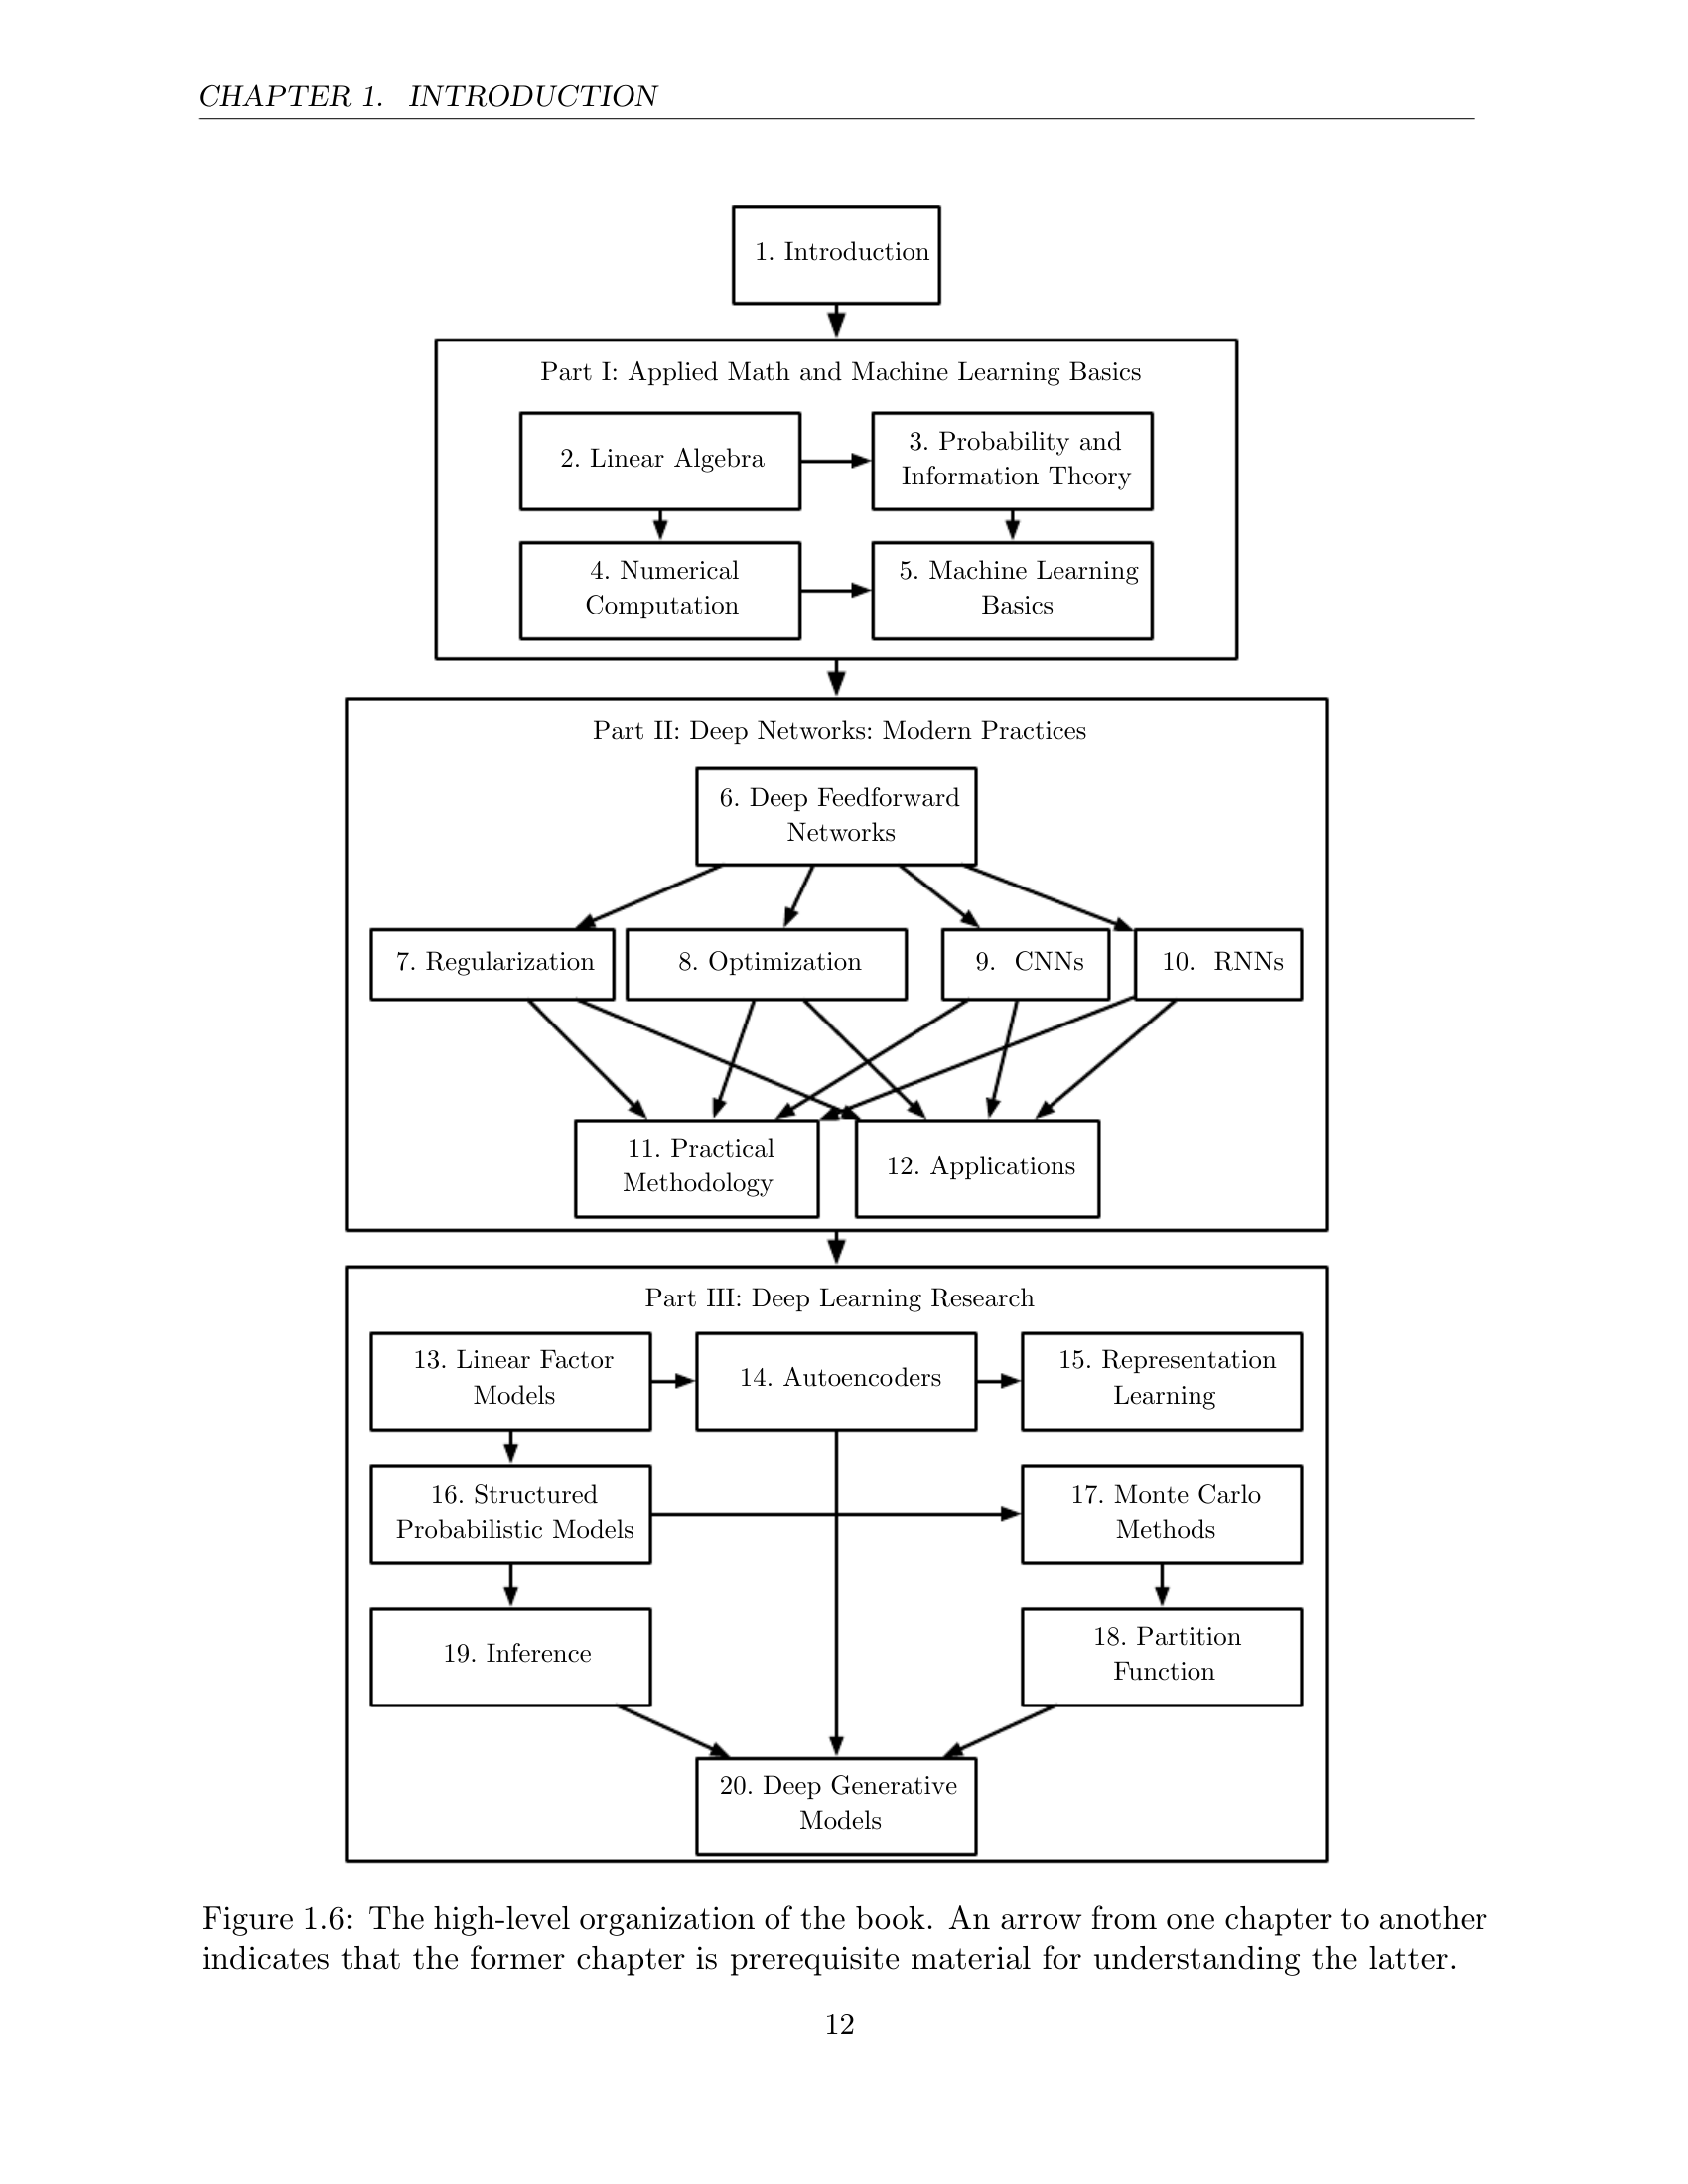 CHAPTER 1. INTRODUCTION
1. Introduction
Part I: Applied Math and Machine Learning Basics
2. Linear Algebra
3. Probability and
Information Theory
4. Numerical
Computation
5. Machine Learning
Basics
Part II: Deep Networks: Modern Practices
6. Deep Feedforward
Networks
7. Regularization
8. Optimization
9. CNNs
10. RNNs
11. Practical
Methodology
12. Applications
Part III: Deep Learning Research
13. Linear Factor
Models
14. Autoencoders
15. Representation
Learning
16. Structured
Probabilistic Models
17. Monte Carlo
Methods
19. Inference
18. Partition
Function
20. Deep Generative
Models
Figure 1.6: The high-level organization of the book. An arrow from one chapter to another
indicates that the former chapter is prerequisite material for understanding the latter.
12